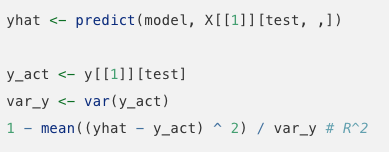 yhat <- predict(model, X[[1]][test, ,])
y_act <- y[[1]][test]
var_y <- var(y_act)
1 - mean((yhat - y_act) ^ 2) / var_y # R^2